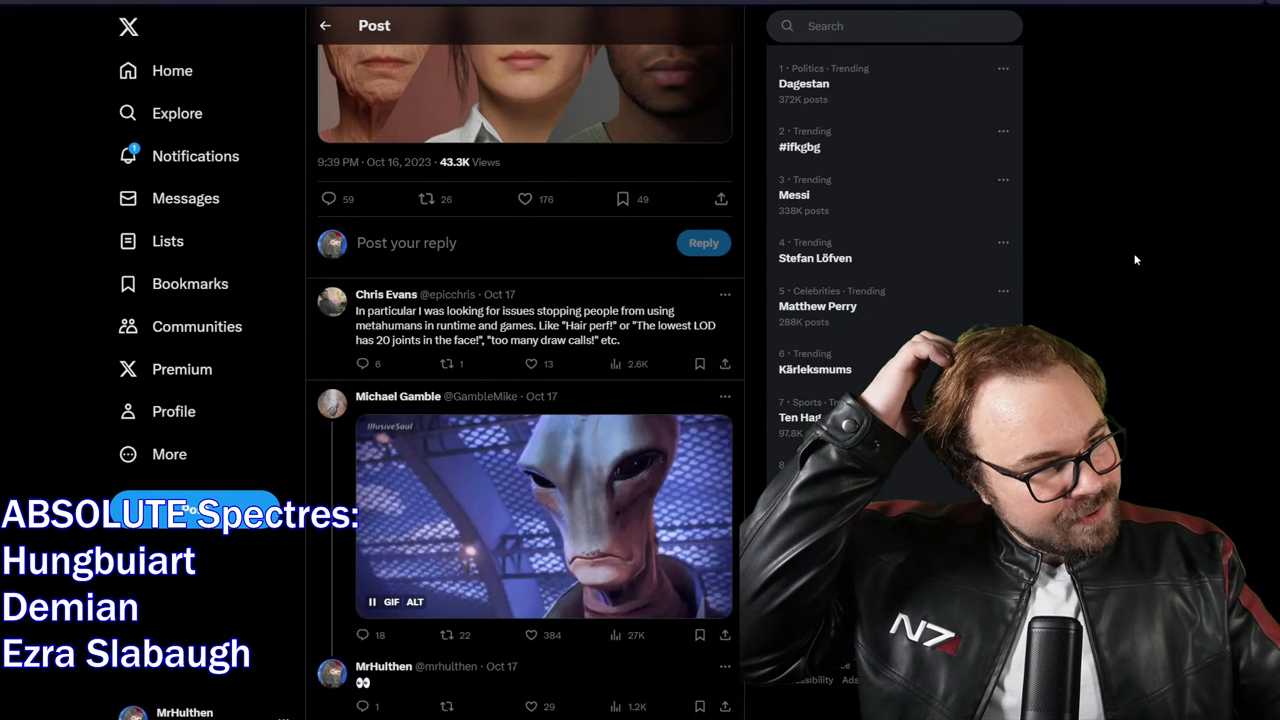 Post
Search
Home
Explore
1
Notifications
Messages
Lists
Bookmarks
Communities
Premium
Profile
More
9:39 PM · Oct 16, 2023 · 43.3K Views
59
26
176
49
Post your reply
Reply
Chris Evans @epicchris · Oct 17
In particular I was looking for issues stopping people from using
metahumans in runtime and games. Like "Hair perf!" or "The lowest LOD
has 20 joints in the face!", "too many draw calls!" etc.
6
1
13
2.6K
Michael Gamble @GambleMike · Oct 17
IllusiveSoul
GIF ALT
18
22
384
27K
MrHulthen @mrhulthen · Oct 17
1
29
1.2K
1 · Politics · Trending
Dagestan
372K posts
2 · Trending
#ifkgbg
3 · Trending
Messi
338K posts
4 · Trending
Stefan Löfven
5 · Celebrities · Trending
Matthew Perry
288K posts
6 · Trending
Kärleksmums
7 · Sports ·
Ten Hag
97.8K
8
ABSOLUTE Spectres:
Hungbuiart
Demian
Ezra Slabaugh
MrHulthen
N7